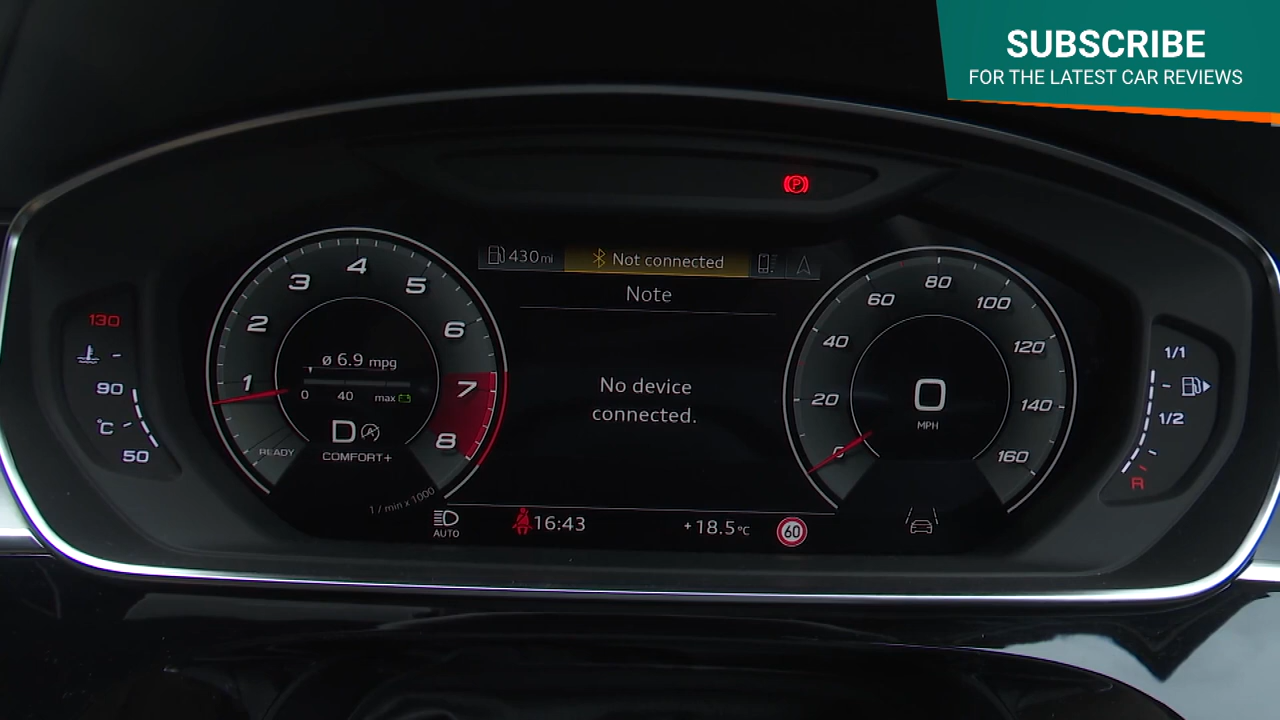 SUBSCRIBE
FOR THE LATEST CAR REVIEWS
P
430 mi
Not connected
Note
No device
connected.
130
90
°C
50
1
2
3
4
5
6
7
8
READY
ø 6.9 mpg
0 40 max
D A
COMFORT+
1 / min x 1000
0
20
40
60
80
100
120
140
160
0
MPH
1/1
1/2
R
AUTO
16:43
+18.5°C
60